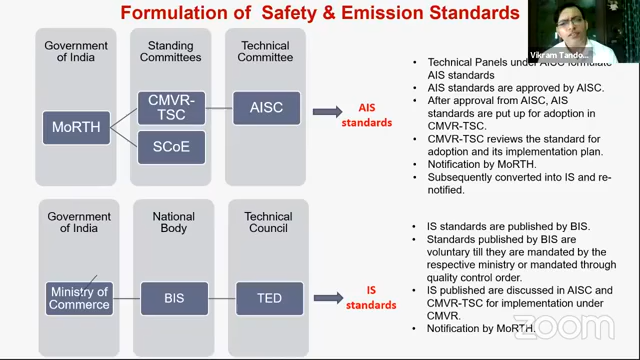 Formulation of Safety & Emission Standards
Vikram Tando...
Government
of India
Standing
Committees
Technical
Committee
MoRTH
CMVR-
TSC
SCoE
AISC
AIS
standards
• Technical Panels under AISC formulate
AIS standards
• AIS standards are approved by AISC.
• After approval from AISC, AIS
standards are put up for adoption in
CMVR-TSC.
• CMVR-TSC reviews the standard for
adoption and its implementation plan.
• Notification by MoRTH.
• Subsequently converted into IS and re-
notified.
Government
of India
National
Body
Technical
Council
Ministry of
Commerce
BIS
TED
IS
standards
• IS standards are published by BIS.
• Standards published by BIS are
voluntary till they are mandated by the
respective ministry or mandated through
quality control order.
• IS published are discussed in AISC and
CMVR-TSC for implementation under
CMVR.
• Notification by MoRTH.
zoom